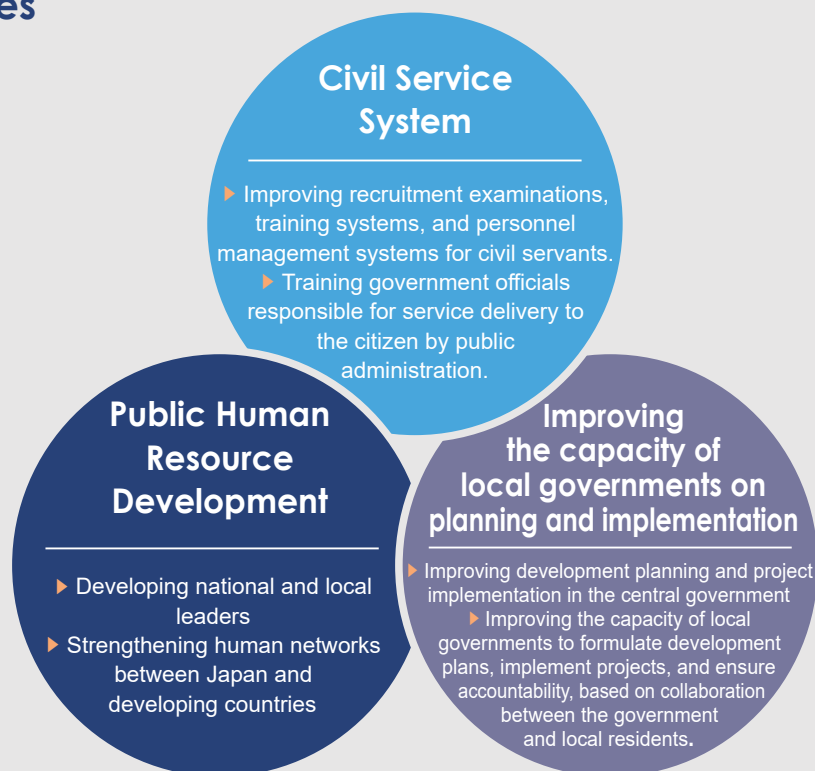 es
Civil Service
System
▶ Improving recruitment examinations,
training systems, and personnel
management systems for civil servants.
▶ Training government officials
responsible for service delivery to
the citizen by public
administration.
Public Human
Resource
Development
▶ Developing national and local
leaders
▶ Strengthening human networks
between Japan and
developing countries
Improving
the capacity of
local governments on
planning and implementation
▶ Improving development planning and project
implementation in the central government
▶ Improving the capacity of local
governments to formulate development
plans, implement projects, and ensure
accountability, based on collaboration
between the government
and local residents.